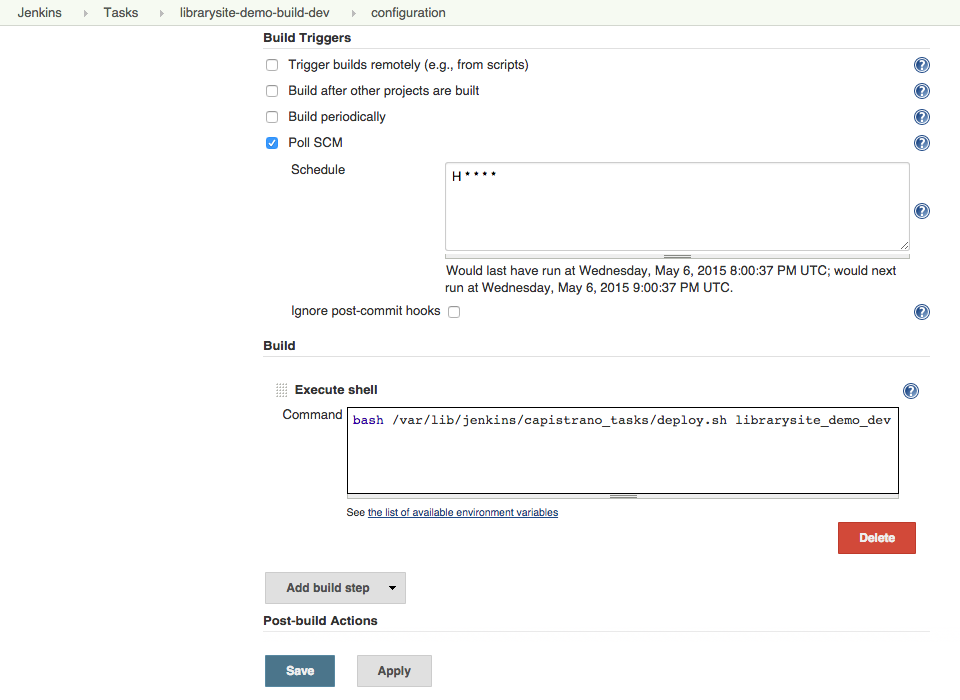 Jenkins Tasks librarysite-demo-build-dev configuration
Build Triggers
Trigger builds remotely (e.g., from scripts)
Build after other projects are built
Build periodically
Poll SCM
Schedule
H * * * *
Would last have run at Wednesday, May 6, 2015 8:00:37 PM UTC; would next
run at Wednesday, May 6, 2015 9:00:37 PM UTC.
Ignore post-commit hooks
Build
Execute shell
Command
bash /var/lib/jenkins/capistrano_tasks/deploy.sh librarysite_demo_dev
See the list of available environment variables
Delete
Add build step
Post-build Actions
Save Apply